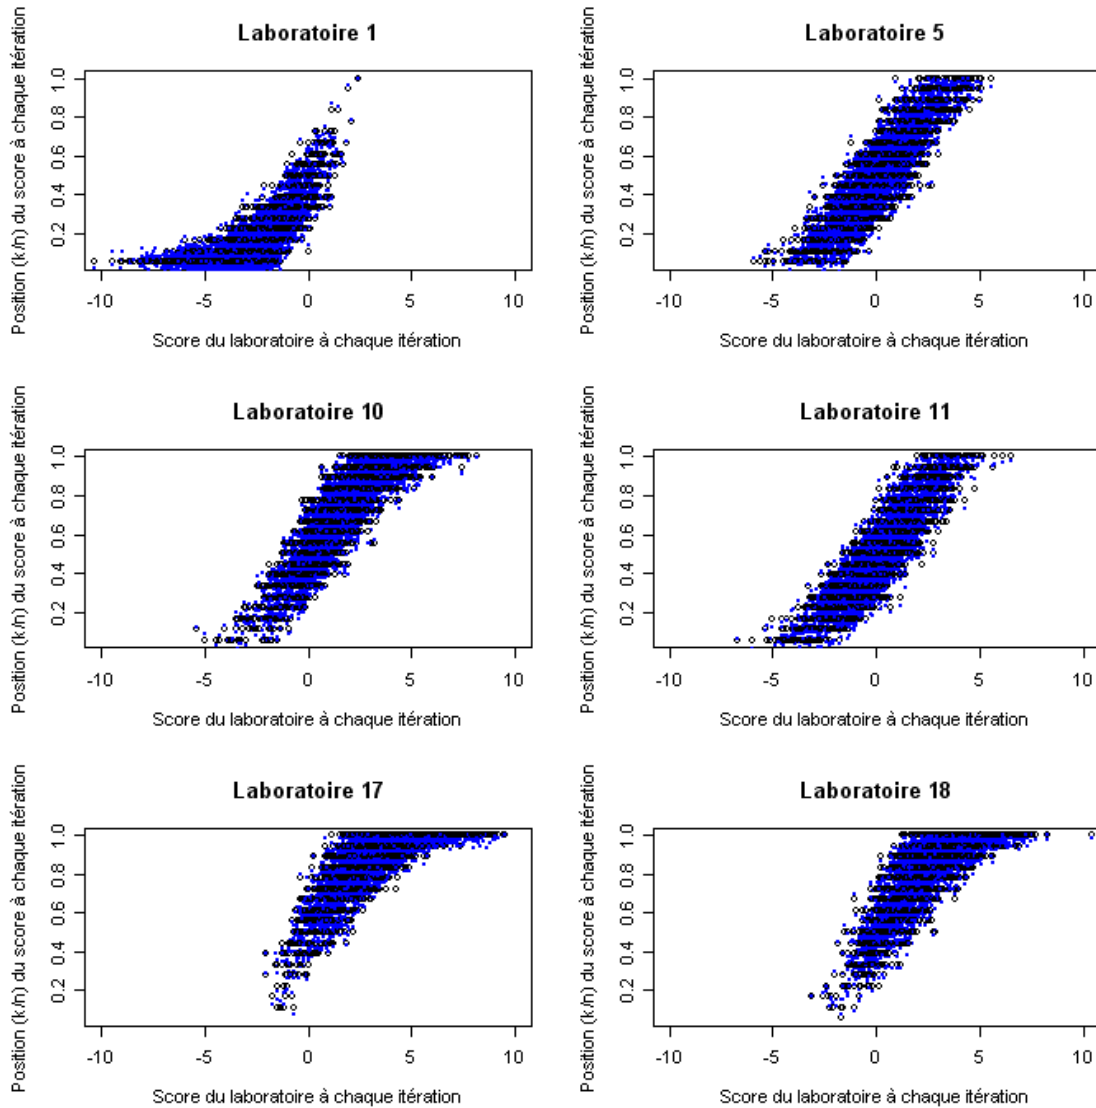 Laboratoire 1
Position (k/n) du score à chaque itération
1.0
0.8
0.6
0.4
0.2
-10 -5 0 5 10
Score du laboratoire à chaque itération
Laboratoire 5
Position (k/n) du score à chaque itération
1.0
0.8
0.6
0.4
0.2
-10 -5 0 5 10
Score du laboratoire à chaque itération
Laboratoire 10
Position (k/n) du score à chaque itération
1.0
0.8
0.6
0.4
0.2
-10 -5 0 5 10
Score du laboratoire à chaque itération
Laboratoire 11
Position (k/n) du score à chaque itération
1.0
0.8
0.6
0.4
0.2
-10 -5 0 5 10
Score du laboratoire à chaque itération
Laboratoire 17
Position (k/n) du score à chaque itération
1.0
0.8
0.6
0.4
0.2
-10 -5 0 5 10
Score du laboratoire à chaque itération
Laboratoire 18
Position (k/n) du score à chaque itération
1.0
0.8
0.6
0.4
0.2
-10 -5 0 5 10
Score du laboratoire à chaque itération